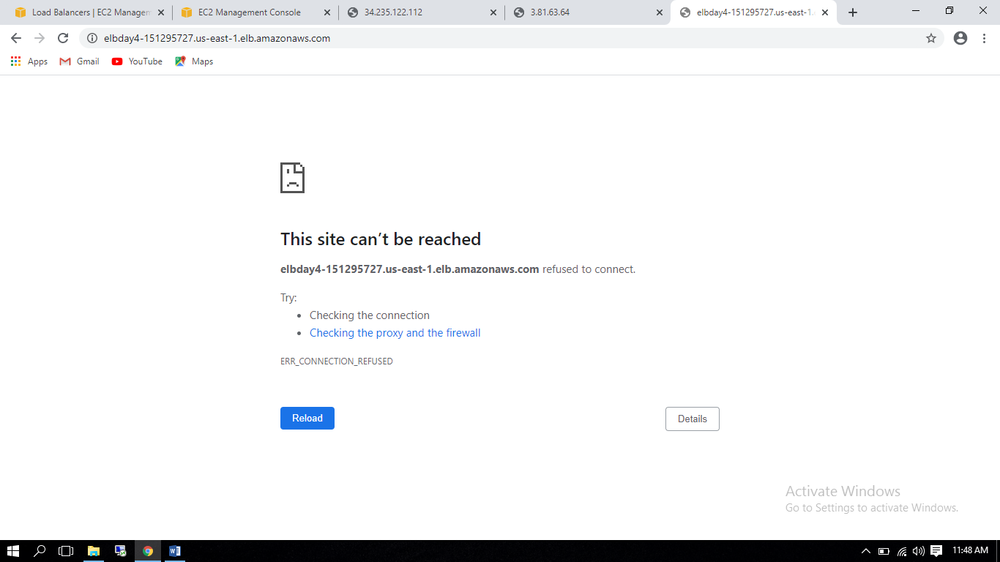 Load Balancers | EC2 Managem
EC2 Management Console
34.235.122.112
3.81.63.64
elbday4-151295727.us-east-1.
elbday4-151295727.us-east-1.elb.amazonaws.com
Apps
Gmail
YouTube
Maps
This site can't be reached
elbday4-151295727.us-east-1.elb.amazonaws.com refused to connect.
Try:
• Checking the connection
• Checking the proxy and the firewall
ERR_CONNECTION_REFUSED
Reload
Details
Activate Windows
Go to Settings to activate Windows.
11:48 AM